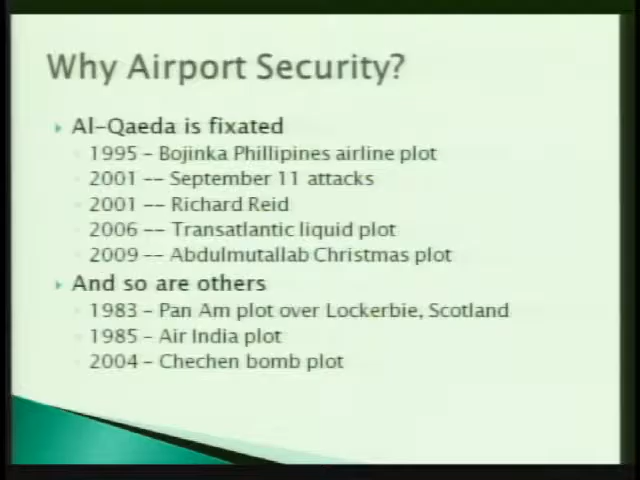 Why Airport Security?
Al-Qaeda is fixated
1995 – Bojinka Phillipines airline plot
2001 -- September 11 attacks
2001 -- Richard Reid
2006 -- Transatlantic liquid plot
2009 -- Abdulmutallab Christmas plot
And so are others
1983 – Pan Am plot over Lockerbie, Scotland
1985 – Air India plot
2004 – Chechen bomb plot